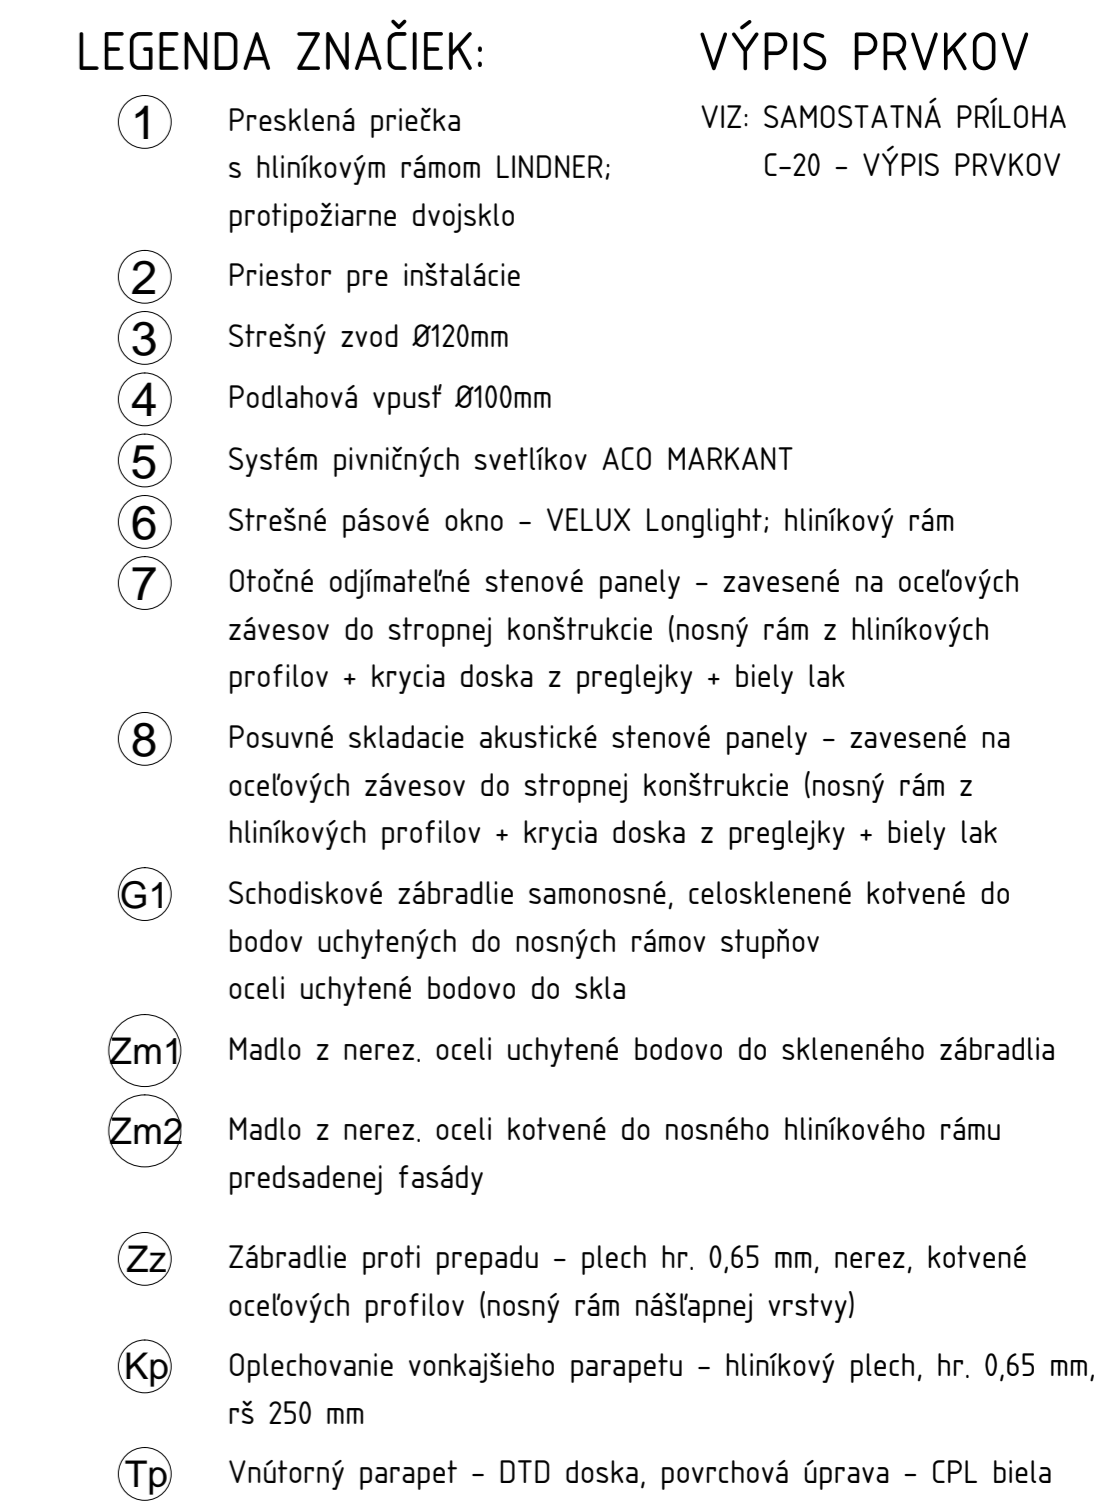 LEGENDA ZNAČIEK:
1 Presklená priečka
s hliníkovým rámom LINDNER;
protipožiarne dvojsklo
2 Priestor pre inštalácie
3 Strešný zvod Ø120mm
4 Podlahová vpusť Ø100mm
5 Systém pivničných svetlíkov ACO MARKANT
6 Strešné pásové okno - VELUX Longlight; hliníkový rám
7 Otočné odjímateľné stenové panely - zavesené na oceľových
závesov do stropnej konštrukcie (nosný rám z hliníkových
profilov + krycia doska z preglejky + biely lak
8 Posuvné skladacie akustické stenové panely - zavesené na
oceľových závesov do stropnej konštrukcie (nosný rám z
hliníkových profilov + krycia doska z preglejky + biely lak
G1 Schodiskové zábradlie samonosné, celosklenené kotvené do
bodov uchytených do nosných rámov stupňov
oceli uchytené bodovo do skla
Zm1 Madlo z nerez. oceli uchytené bodovo do skleneného zábradlia
Zm2 Madlo z nerez. oceli kotvené do nosného hliníkového rámu
predsadenej fasády
Zz Zábradlie proti prepadu - plech hr. 0,65 mm, nerez, kotvené
oceľových profilov (nosný rám nášľapnej vrstvy)
Kp Oplechovanie vonkajšieho parapetu - hliníkový plech, hr. 0,65 mm,
rš 250 mm
Tp Vnútorný parapet - DTD doska, povrchová úprava - CPL biela
VÝPIS PRVKOV
VIZ: SAMOSTATNÁ PRÍLOHA
C-20 - VÝPIS PRVKOV